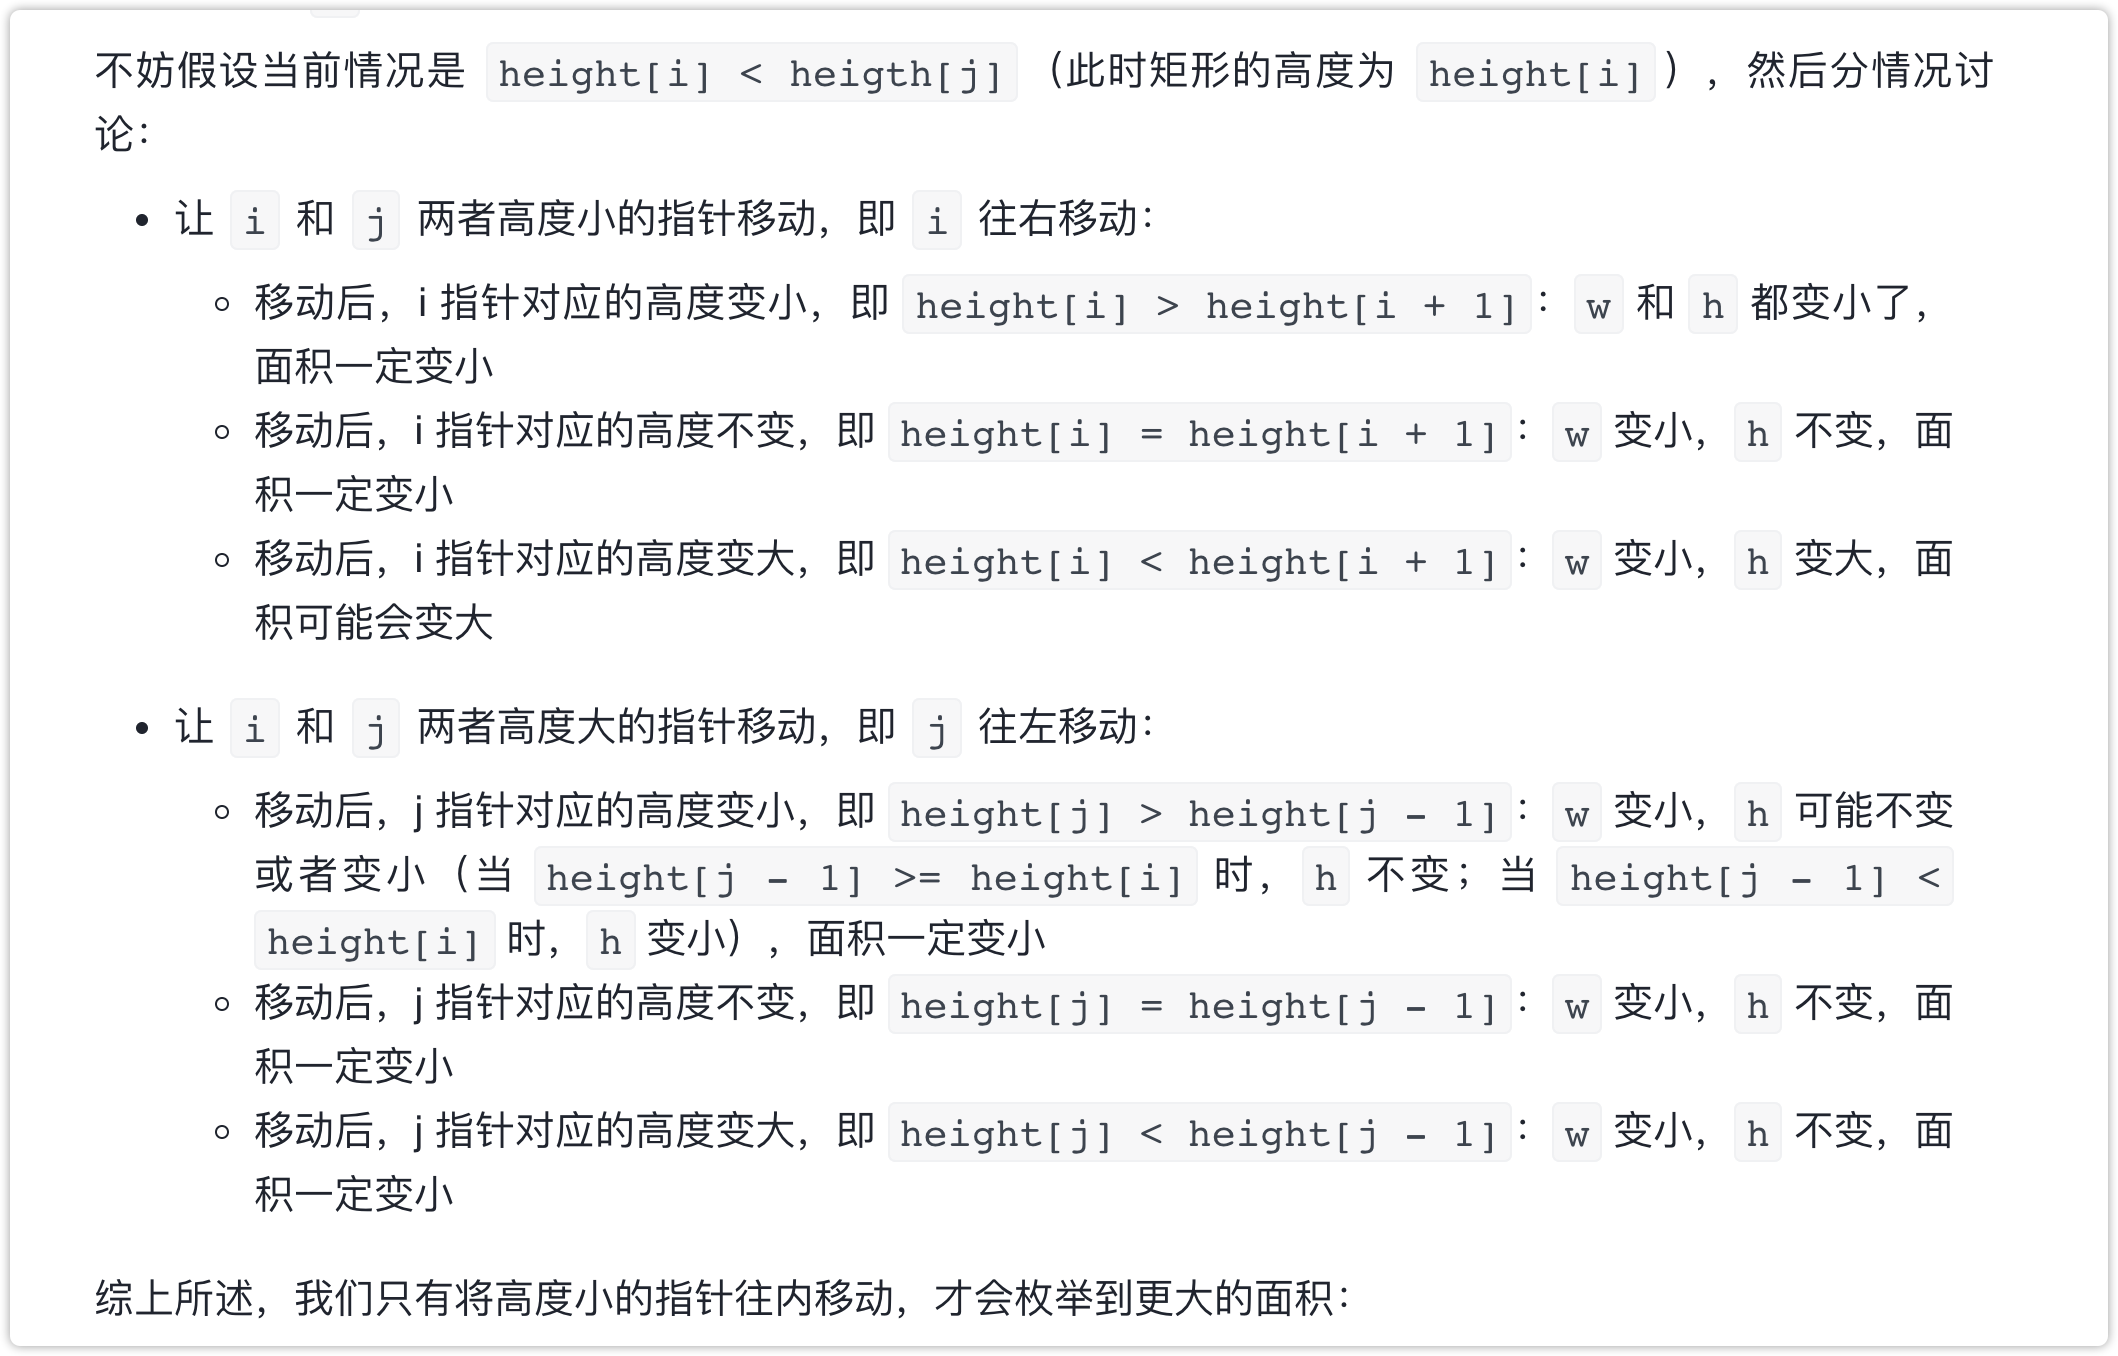 不妨假设当前情况是 height[i] < heigth[j] （此时矩形的高度为 height[i]），然后分情况讨
论：
• 让 i 和 j 两者高度小的指针移动，即 i 往右移动：
◦ 移动后，i 指针对应的高度变小，即 height[i] > height[i + 1]： w 和 h 都变小了，
面积一定变小
◦ 移动后，i 指针对应的高度不变，即 height[i] = height[i + 1]： w 变小， h 不变，面
积一定变小
◦ 移动后，i 指针对应的高度变大，即 height[i] < height[i + 1]： w 变小， h 变大，面
积可能会变大
• 让 i 和 j 两者高度大的指针移动，即 j 往左移动：
◦ 移动后，j 指针对应的高度变小，即 height[j] > height[j - 1]： w 变小， h 可能不变
或者变小（当 height[j - 1] >= height[i] 时， h 不变；当 height[j - 1] <
height[i] 时， h 变小），面积一定变小
◦ 移动后，j 指针对应的高度不变，即 height[j] = height[j - 1]： w 变小， h 不变，面
积一定变小
◦ 移动后，j 指针对应的高度变大，即 height[j] < height[j - 1]： w 变小， h 不变，面
积一定变小
综上所述，我们只有将高度小的指针往内移动，才会枚举到更大的面积：